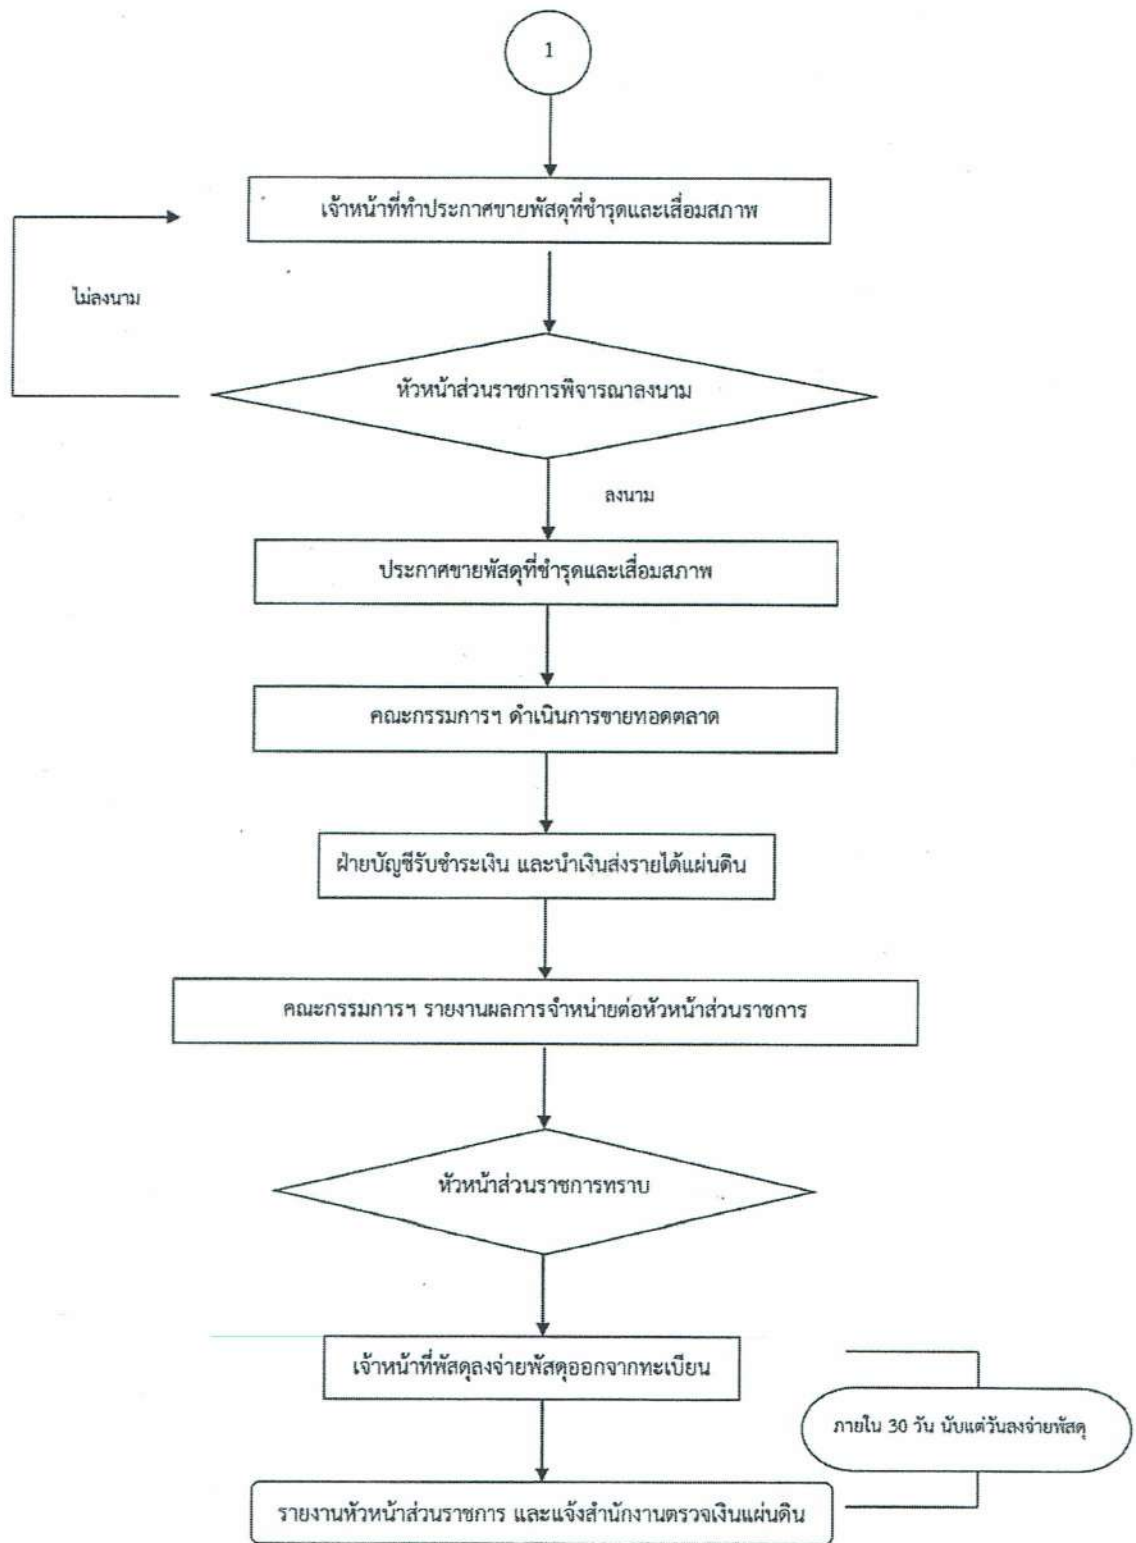 1
เจ้าหน้าที่ทำประกาศขายพัสดุที่ชำรุดและเสื่อมสภาพ
ไม่ลงนาม
หัวหน้าส่วนราชการพิจารณาลงนาม
ลงนาม
ประกาศขายพัสดุที่ชำรุดและเสื่อมสภาพ
คณะกรรมการฯ ดำเนินการขายทอดตลาด
ฝ่ายบัญชีรับชำระเงิน และนำเงินส่งรายได้แผ่นดิน
คณะกรรมการฯ รายงานผลการจำหน่ายต่อหัวหน้าส่วนราชการ
หัวหน้าส่วนราชการทราบ
เจ้าหน้าที่พัสดุลงจ่ายพัสดุออกจากทะเบียน
ภายใน 30 วัน นับแต่วันลงจ่ายพัสดุ
รายงานหัวหน้าส่วนราชการ และแจ้งสำนักงานตรวจเงินแผ่นดิน